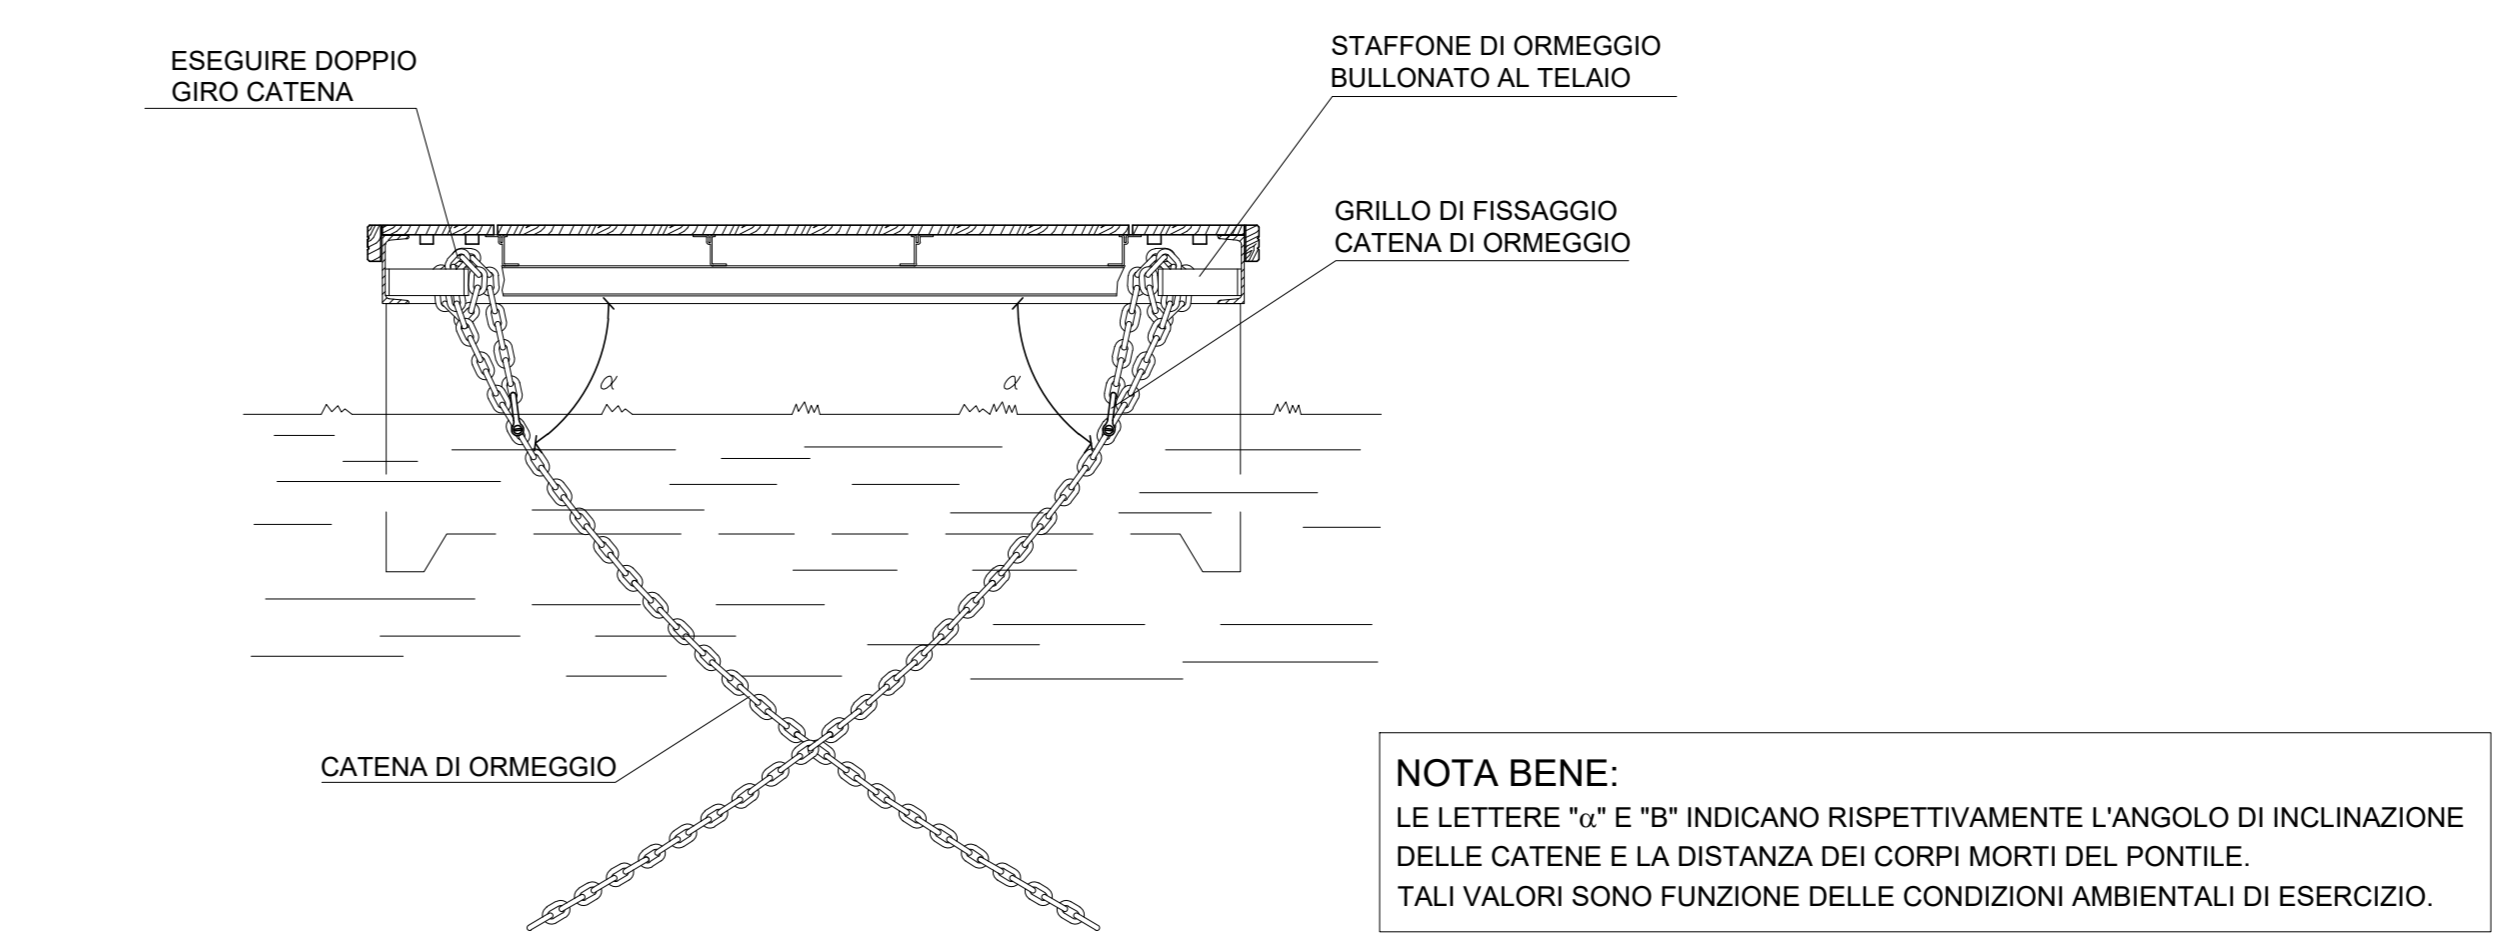 ESEGUIRE DOPPIO
GIRO CATENA
STAFFONE DI ORMEGGIO
BULLONATO AL TELAIO
GRILLO DI FISSAGGIO
CATENA DI ORMEGGIO
α
α
CATENA DI ORMEGGIO
NOTA BENE:
LE LETTERE "α" E "B" INDICANO RISPETTIVAMENTE L'ANGOLO DI INCLINAZIONE
DELLE CATENE E LA DISTANZA DEI CORPI MORTI DEL PONTILE.
TALI VALORI SONO FUNZIONE DELLE CONDIZIONI AMBIENTALI DI ESERCIZIO.